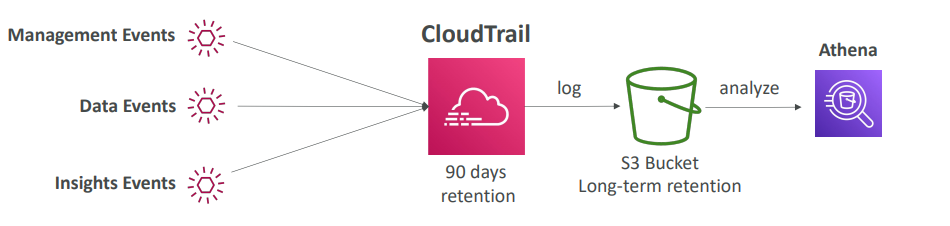 Management Events
Data Events
Insights Events
CloudTrail
90 days
retention
log
S3 Bucket
Long-term retention
analyze
Athena